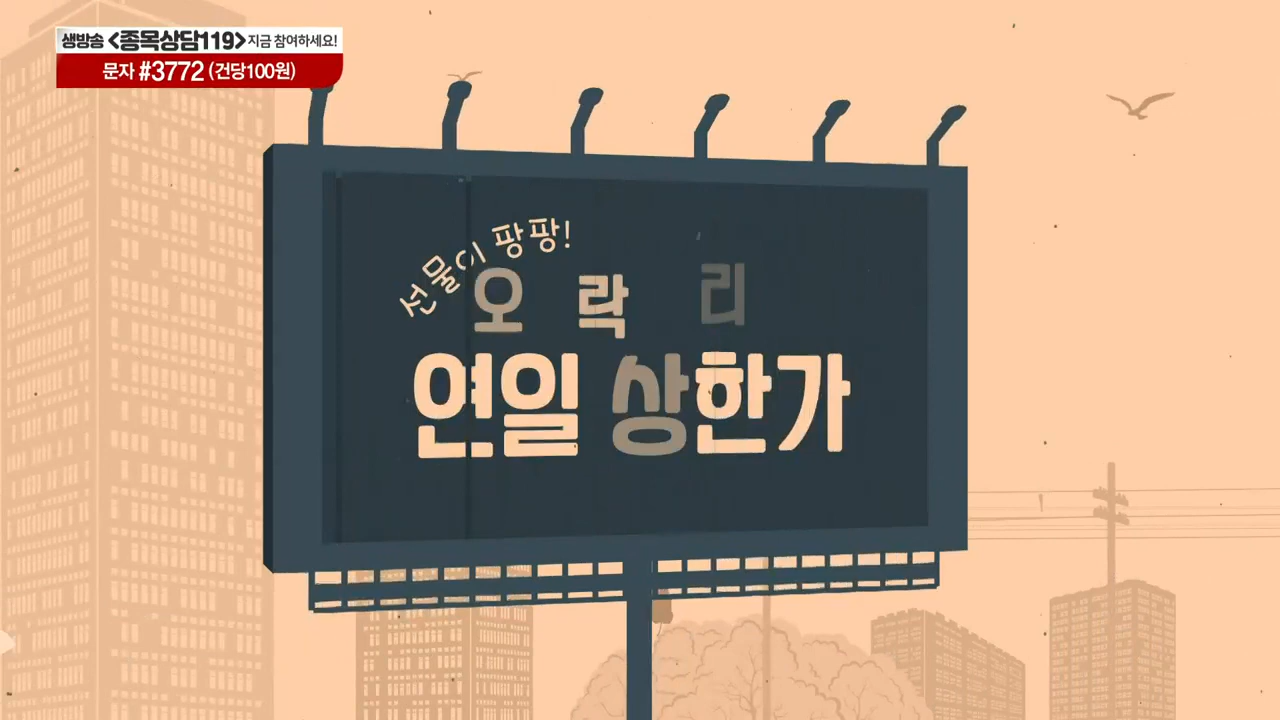 생방송 <종목상담119> 지금 참여하세요!
문자 #3772 (건당100원)
선물이 팡팡!
오 락 리
연일 상한가